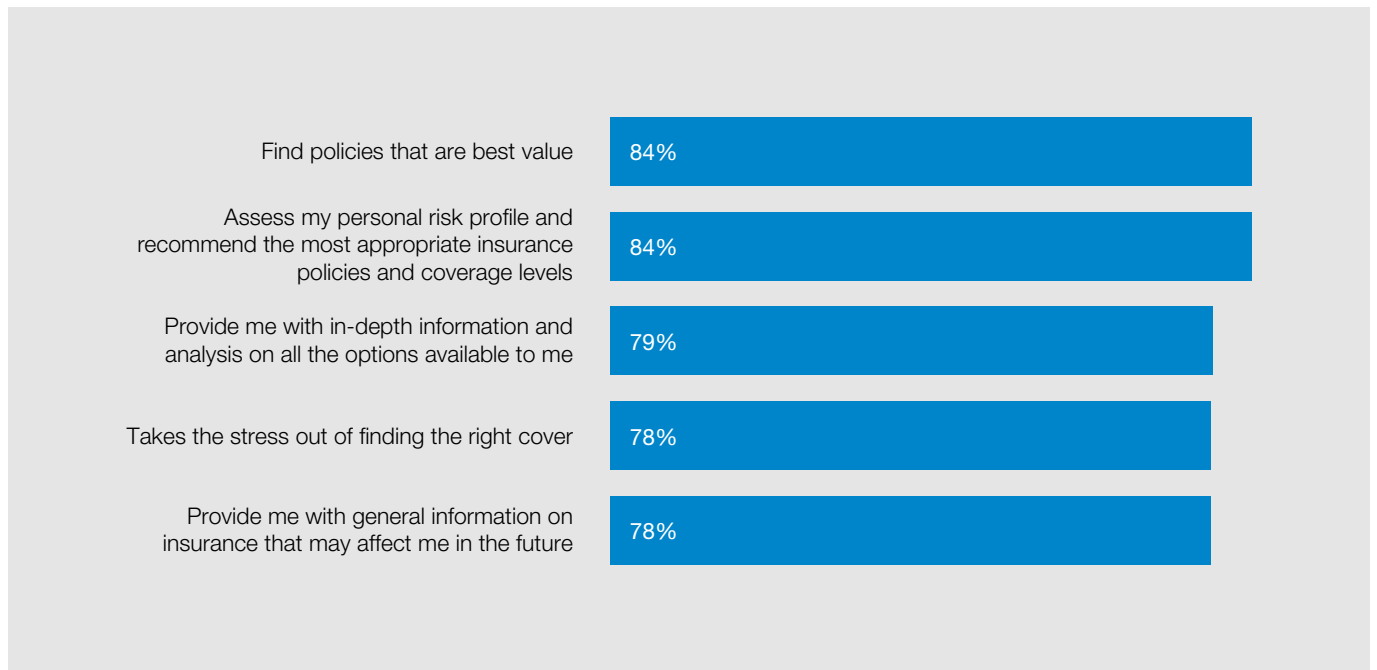 Find policies that are best value
84%
Assess my personal risk profile and
recommend the most appropriate insurance
policies and coverage levels
84%
Provide me with in-depth information and
analysis on all the options available to me
79%
Takes the stress out of finding the right cover
78%
Provide me with general information on
insurance that may affect me in the future
78%